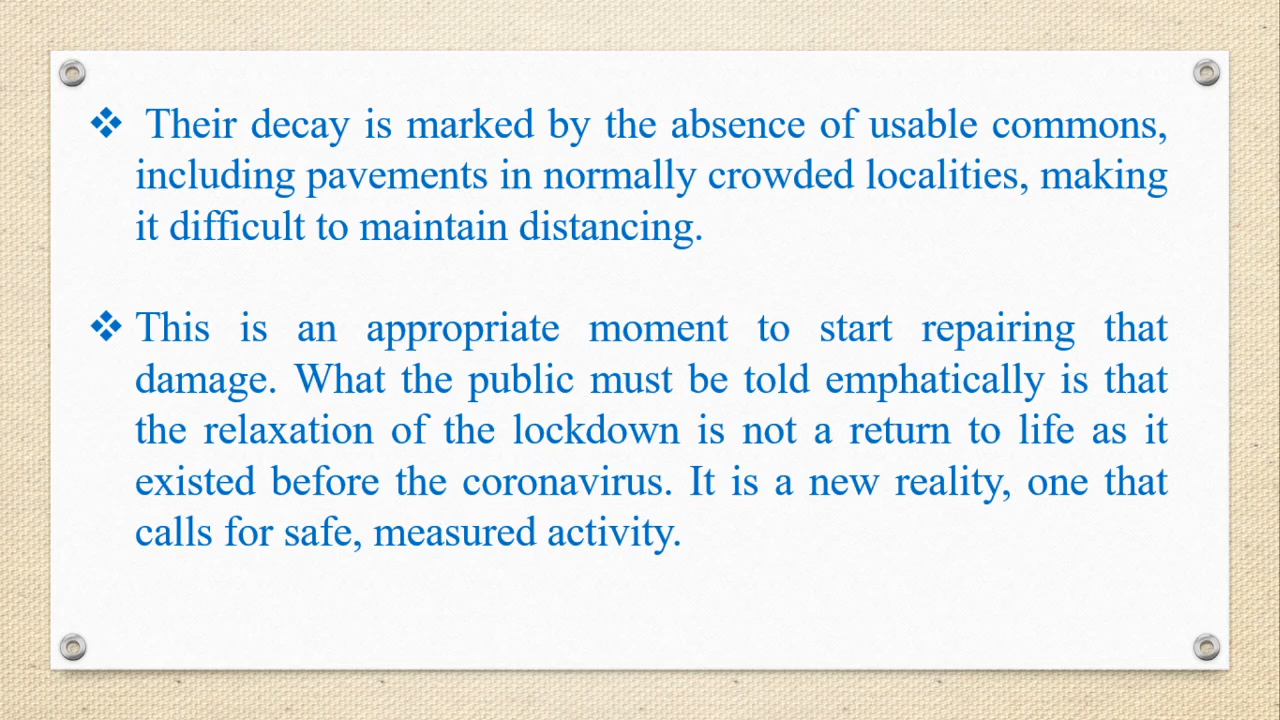 ❖ Their decay is marked by the absence of usable commons,
including pavements in normally crowded localities, making
it difficult to maintain distancing.
❖ This is an appropriate moment to start repairing that
damage. What the public must be told emphatically is that
the relaxation of the lockdown is not a return to life as it
existed before the coronavirus. It is a new reality, one that
calls for safe, measured activity.